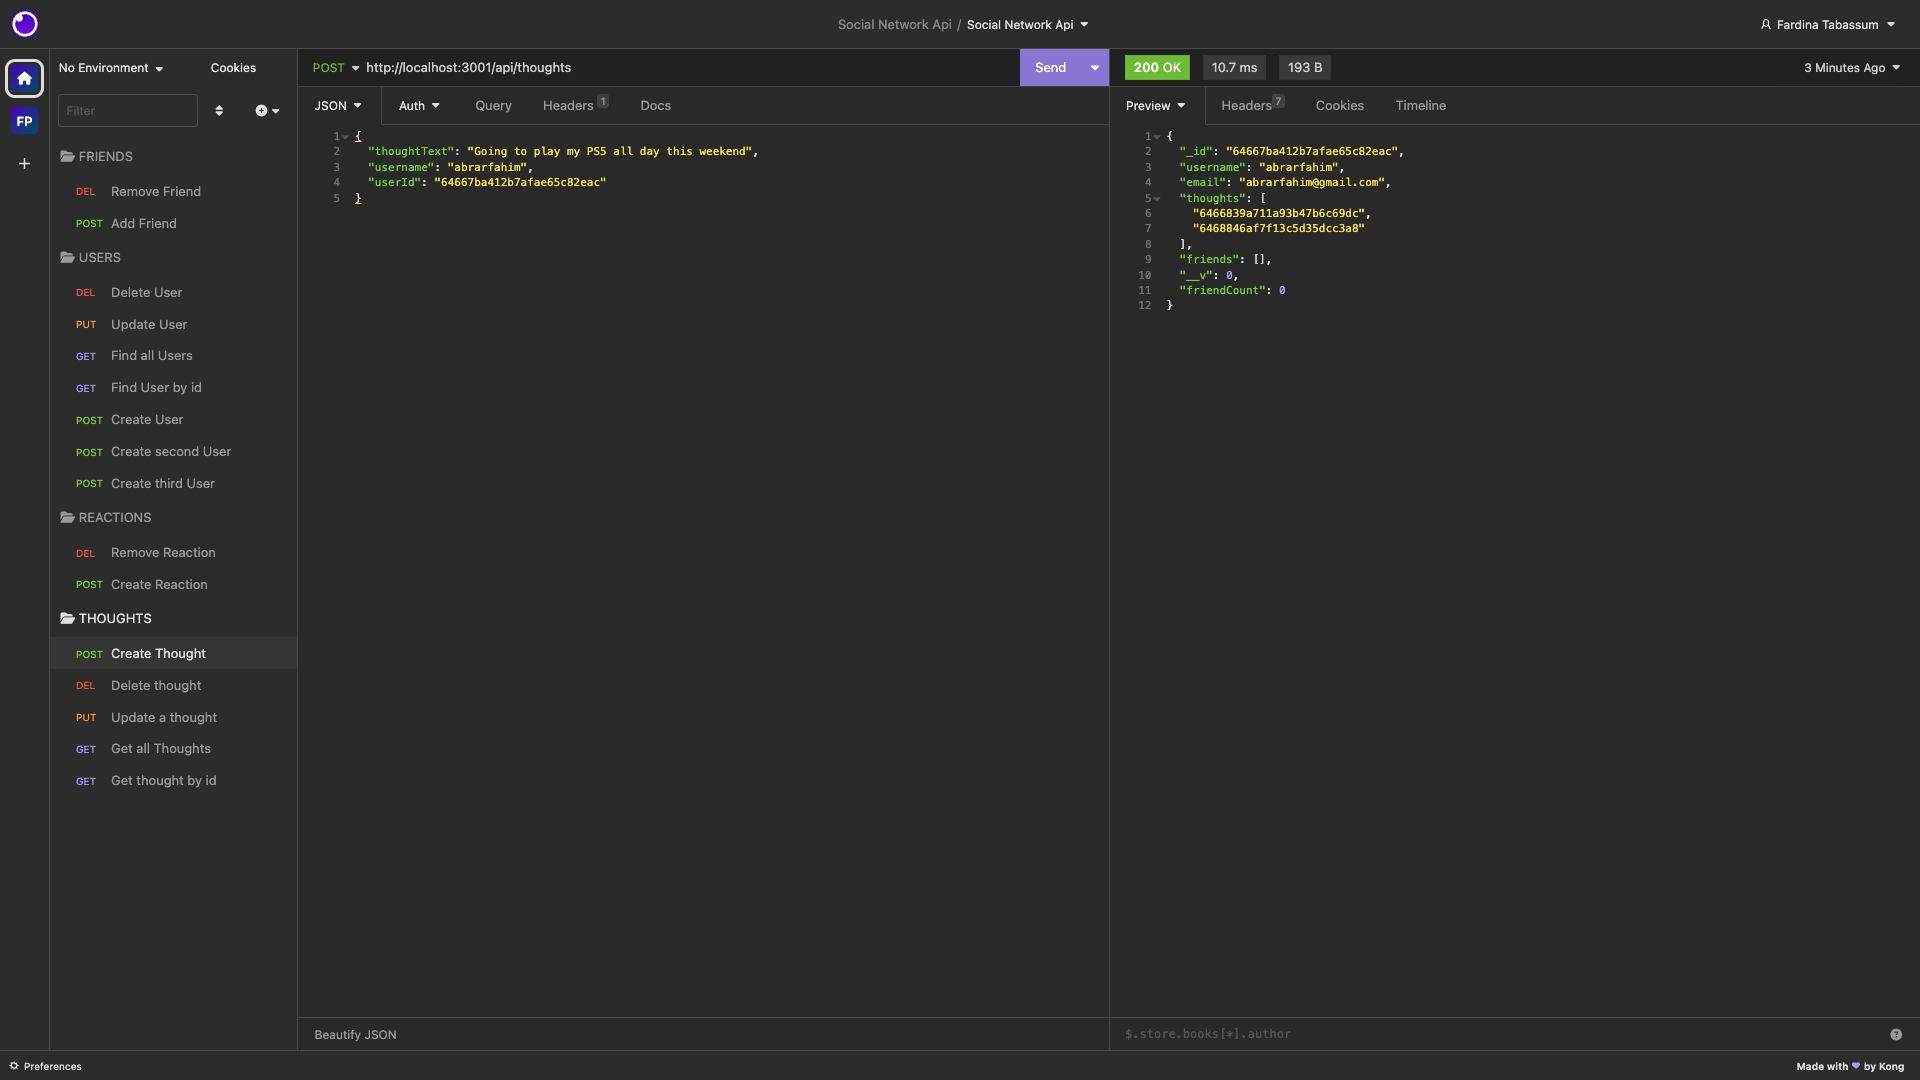 Social Network Api / Social Network Api
Fardina Tabassum
No Environment
Cookies
POST http://localhost:3001/api/thoughts
Send
200 OK
10.7 ms
193 B
3 Minutes Ago
FP
Filter
JSON
Auth
Query
Headers 1
Docs
Preview
Headers 7
Cookies
Timeline
FRIENDS
DEL Remove Friend
POST Add Friend
USERS
DEL Delete User
PUT Update User
GET Find all Users
GET Find User by id
POST Create User
POST Create second User
POST Create third User
REACTIONS
DEL Remove Reaction
POST Create Reaction
THOUGHTS
POST Create Thought
DEL Delete thought
PUT Update a thought
GET Get all Thoughts
GET Get thought by id
1 {
2 "thoughtText": "Going to play my PS5 all day this weekend",
3 "username": "abrarfahim",
4 "userId": "64667ba412b7afae65c82eac"
5 }
1 {
2 "_id": "64667ba412b7afae65c82eac",
3 "username": "abrarfahim",
4 "email": "abrarfahim@gmail.com",
5 "thoughts": [
6 "6466839a711a93b47b6c69dc",
7 "6468846af7f13c5d35dcc3a8"
8 ],
9 "friends": [],
10 "__v": 0,
11 "friendCount": 0
12 }
Beautify JSON
$.store.books[*].author
Preferences
Made with ♥ by Kong